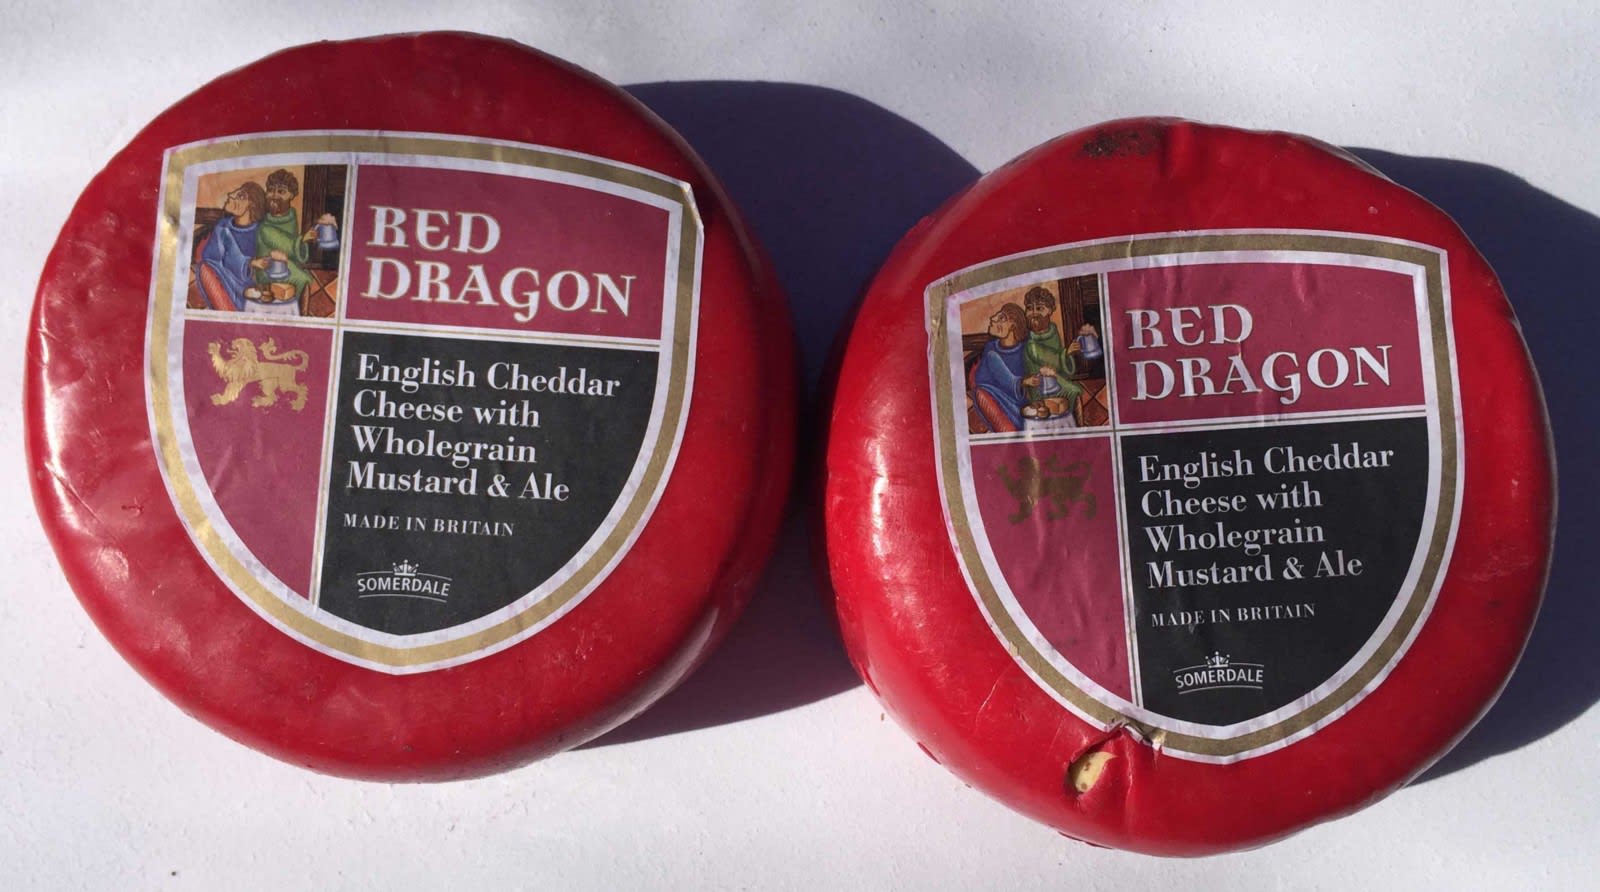 RED
DRAGON
English Cheddar
Cheese with
Wholegrain
Mustard & Ale
MADE IN BRITAIN
SOMERDALE
RED
DRAGON
English Cheddar
Cheese with
Wholegrain
Mustard & Ale
MADE IN BRITAIN
SOMERDALE